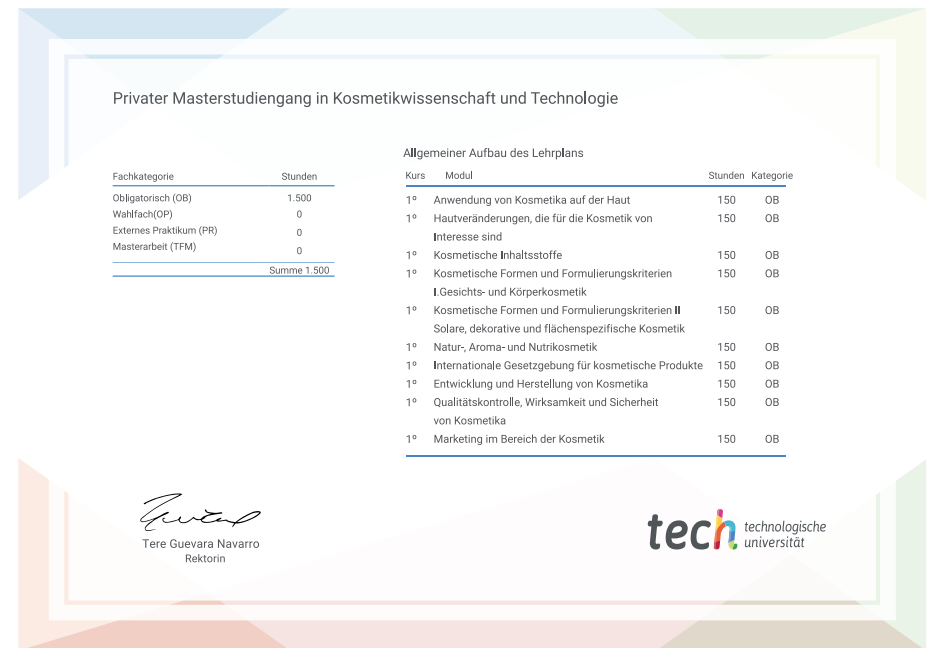 Privater Masterstudiengang in Kosmetikwissenschaft und Technologie
Fachkategorie Stunden
Obligatorisch (OB) 1.500
Wahlfach(OP) 0
Externes Praktikum (PR) 0
Masterarbeit (TFM) 0
Summe 1.500
Allgemeiner Aufbau des Lehrplans
Kurs Modul Stunden Kategorie
1º Anwendung von Kosmetika auf der Haut 150 OB
1º Hautveränderungen, die für die Kosmetik von 150 OB
Interesse sind
1º Kosmetische Inhaltsstoffe 150 OB
1º Kosmetische Formen und Formulierungskriterien 150 OB
I.Gesichts- und Körperkosmetik
1º Kosmetische Formen und Formulierungskriterien II 150 OB
Solare, dekorative und flächenspezifische Kosmetik
1º Natur-, Aroma- und Nutrikosmetik 150 OB
1º Internationale Gesetzgebung für kosmetische Produkte 150 OB
1º Entwicklung und Herstellung von Kosmetika 150 OB
1º Qualitätskontrolle, Wirksamkeit und Sicherheit 150 OB
von Kosmetika
1º Marketing im Bereich der Kosmetik 150 OB
Tere Guevara Navarro
Rektorin
tech technologische
universität